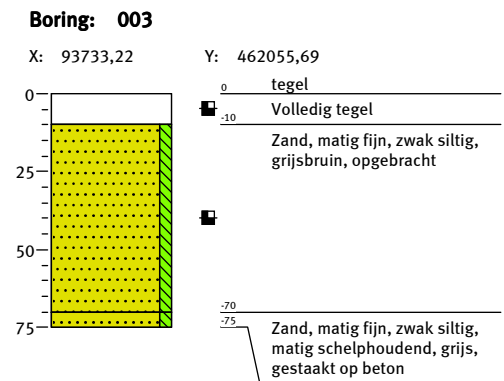 Boring: 003
X: 93733,22 Y: 462055,69
0
25
50
75
0 tegel
Volledig tegel
-10
Zand, matig fijn, zwak siltig,
grijsbruin, opgebracht
-70
-75
Zand, matig fijn, zwak siltig,
matig schelphoudend, grijs,
gestaakt op beton